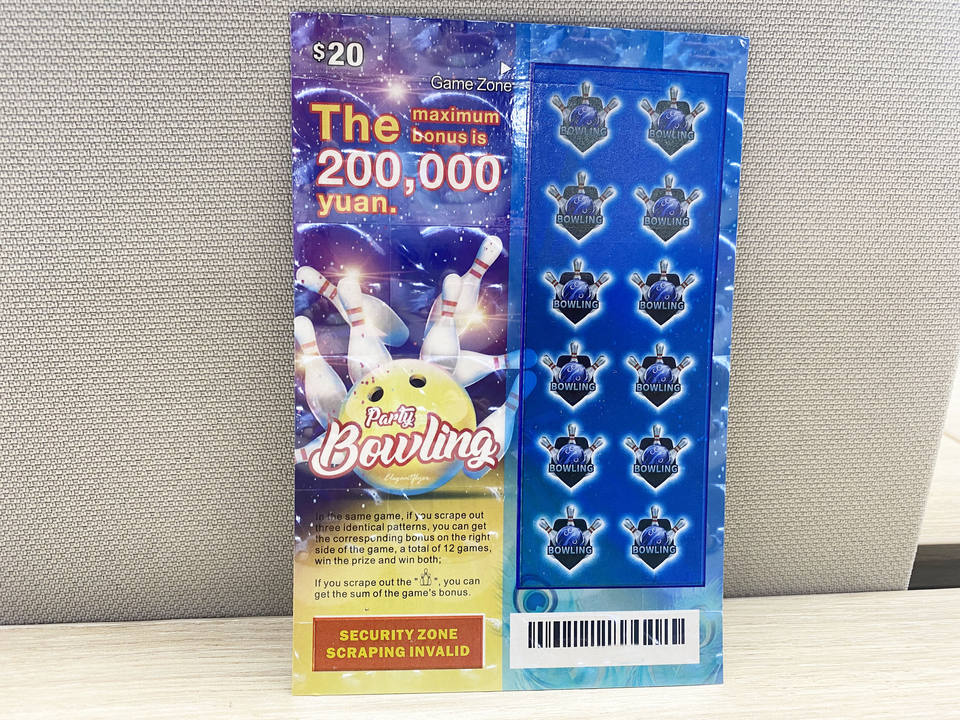 $20
Game Zone
The maximum
bonus is
200,000
yuan.
Party
Bowling
In the same game, if you scrape out
three identical patterns, you can get
the corresponding bonus on the right
side of the game, a total of 12 games,
win the prize and win both;
If you scrape out the " ", you can
get the sum of the game's bonus.
SECURITY ZONE
SCRAPING INVALID
BOWLING BOWLING
BOWLING BOWLING
BOWLING BOWLING
BOWLING BOWLING
BOWLING BOWLING
BOWLING BOWLING